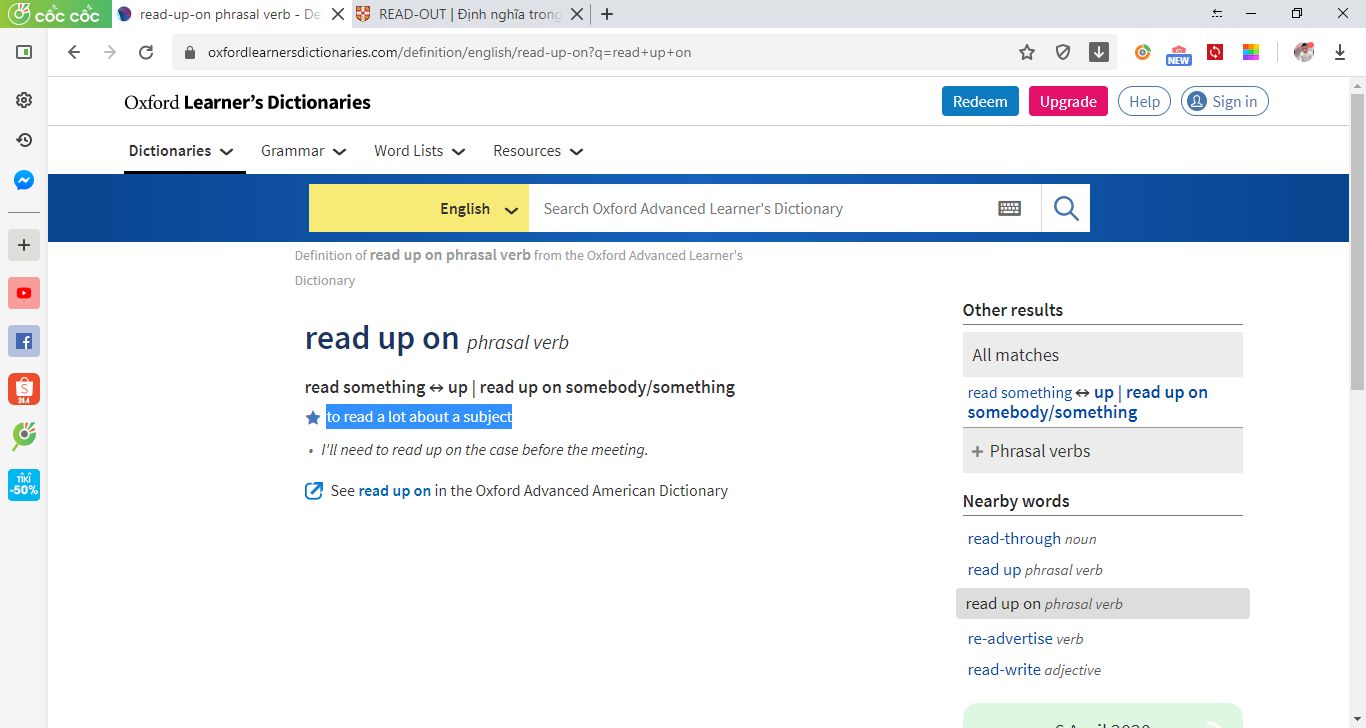 cốc cốc
read-up-on phrasal verb - De
READ-OUT | Định nghĩa trong
oxfordlearnersdictionaries.com/definition/english/read-up-on?q=read+up+on
NEW
Oxford Learner's Dictionaries
Redeem
Upgrade
Help
Sign in
Dictionaries
Grammar
Word Lists
Resources
English
Search Oxford Advanced Learner's Dictionary
Definition of read up on phrasal verb from the Oxford Advanced Learner's
Dictionary
read up on phrasal verb
read something ↔ up | read up on somebody/something
to read a lot about a subject
• I'll need to read up on the case before the meeting.
See read up on in the Oxford Advanced American Dictionary
Other results
All matches
read something ↔ up | read up on
somebody/something
+ Phrasal verbs
Nearby words
read-through noun
read up phrasal verb
read up on phrasal verb
re-advertise verb
read-write adjective
S
24.4
TIKI
-50%